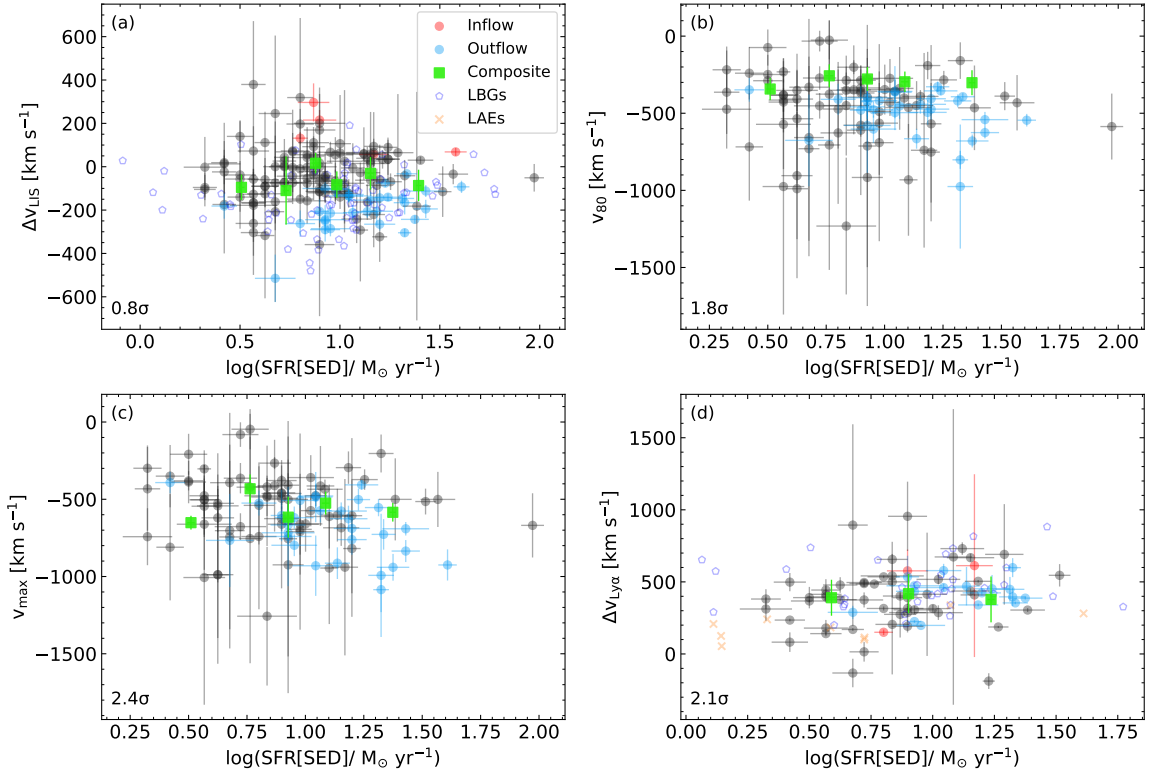 (a)
Inflow
Outflow
Composite
LBGs
LAEs
600
400
200
0
−200
−400
−600
Δv_LIS [km s⁻¹]
0.8σ
0.0 0.5 1.0 1.5 2.0
log(SFR[SED]/ M⊙ yr⁻¹)
(b)
0
−500
−1000
−1500
v₈₀ [km s⁻¹]
1.8σ
0.25 0.50 0.75 1.00 1.25 1.50 1.75 2.00
log(SFR[SED]/ M⊙ yr⁻¹)
(c)
0
−500
−1000
−1500
v_max [km s⁻¹]
2.4σ
0.25 0.50 0.75 1.00 1.25 1.50 1.75 2.00
log(SFR[SED]/ M⊙ yr⁻¹)
(d)
1500
1000
500
0
Δv_Lyα [km s⁻¹]
2.1σ
0.00 0.25 0.50 0.75 1.00 1.25 1.50 1.75
log(SFR[SED]/ M⊙ yr⁻¹)